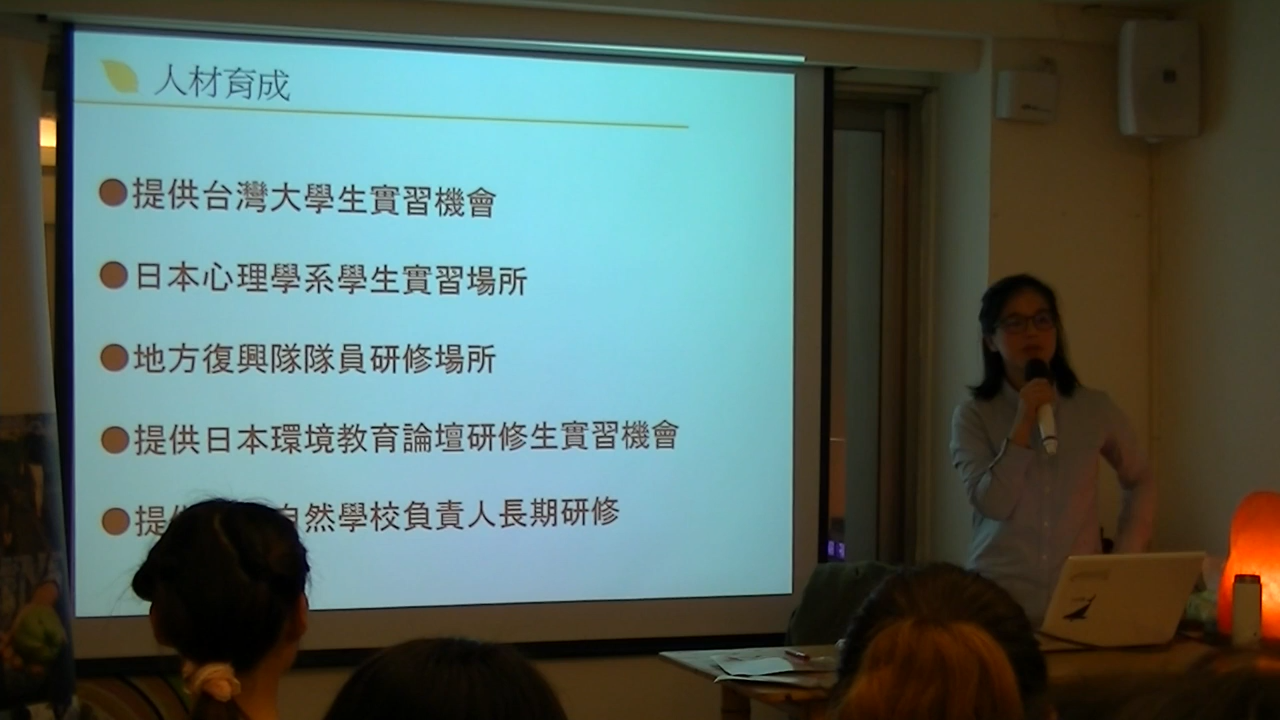 人材育成
●提供台灣大學生實習機會
●日本心理學系學生實習場所
●地方復興隊隊員研修場所
●提供日本環境教育論壇研修生實習機會
●提 自然學校負責人長期研修